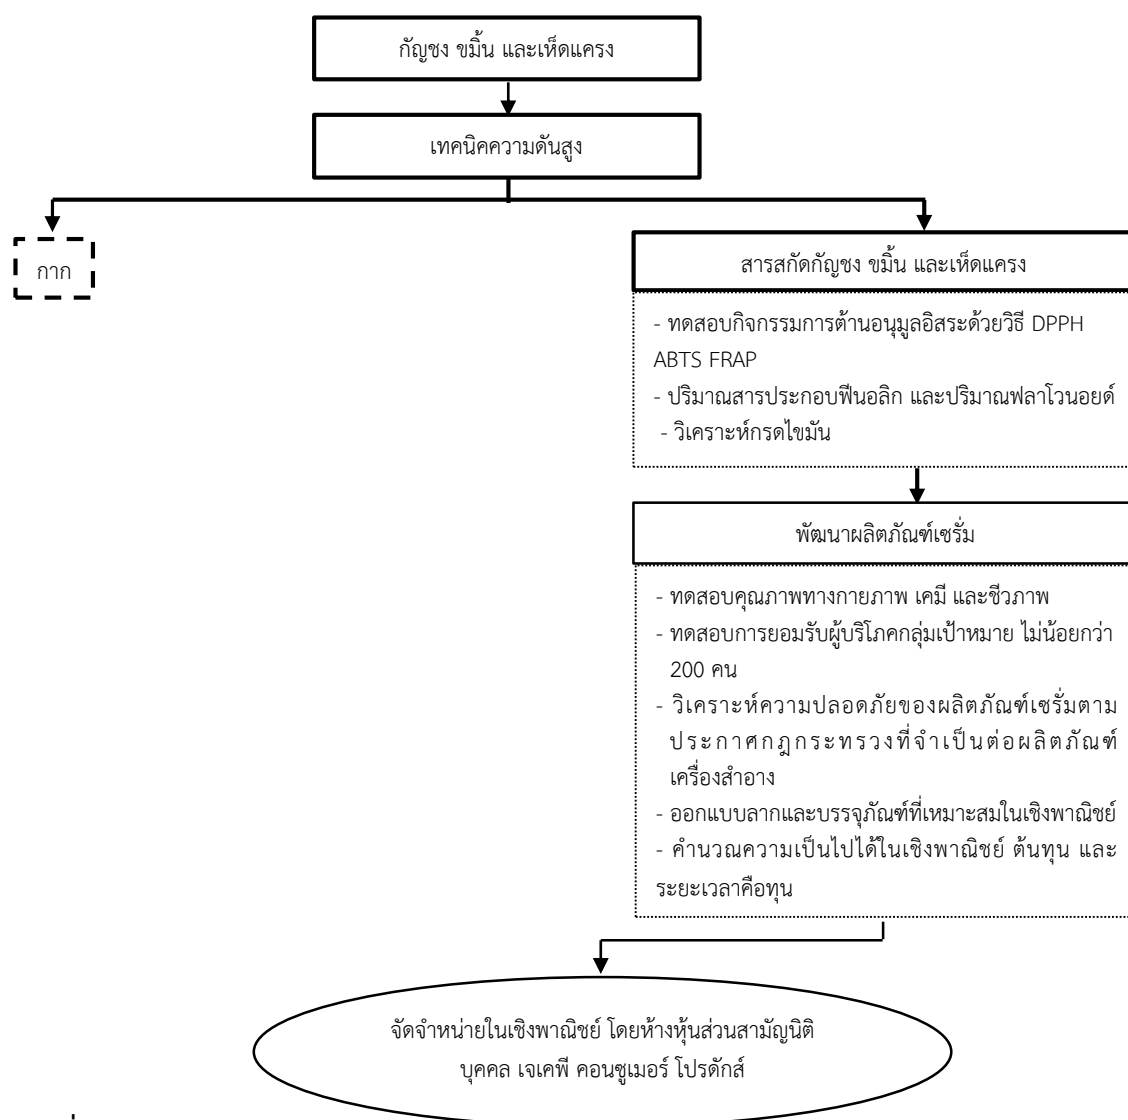 กัญชง ขมิ้น และเห็ดแครง
เทคนิคความดันสูง
กาก
สารสกัดกัญชง ขมิ้น และเห็ดแครง
- ทดสอบกิจกรรมการต้านอนุมูลอิสระด้วยวิธี DPPH
ABTS FRAP
- ปริมาณสารประกอบฟีนอลิก และปริมาณฟลาโวนอยด์
- วิเคราะห์กรดไขมัน
พัฒนาผลิตภัณฑ์เซรั่ม
- ทดสอบคุณภาพทางกายภาพ เคมี และชีวภาพ
- ทดสอบการยอมรับผู้บริโภคกลุ่มเป้าหมาย ไม่น้อยกว่า
200 คน
- วิเคราะห์ความปลอดภัยของผลิตภัณฑ์เซรั่มตาม
ประกาศกฎกระทรวงที่จำเป็นต่อผลิตภัณฑ์
เครื่องสำอาง
- ออกแบบลากและบรรจุภัณฑ์ที่เหมาะสมในเชิงพาณิชย์
- คำนวณความเป็นไปได้ในเชิงพาณิชย์ ต้นทุน และ
ระยะเวลาคือทุน
จัดจำหน่ายในเชิงพาณิชย์ โดยห้างหุ้นส่วนสามัญนิติ
บุคคล เจเคพี คอนซูเมอร์ โปรดักส์